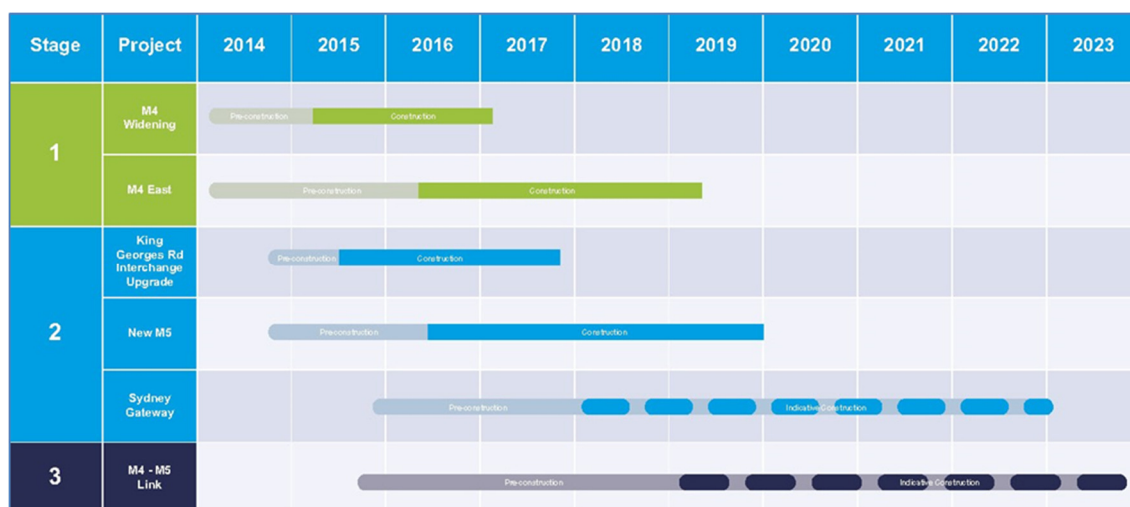 Stage Project 2014 2015 2016 2017 2018 2019 2020 2021 2022 2023
1
M4
Widening
Pre-construction Construction
M4 East
Pre-construction Construction
2
King
Georges Rd
Interchange
Upgrade
Pre-construction Construction
New M5
Pre-construction Construction
Sydney
Gateway
Pre-construction Indicative Construction
3
M4 - M5
Link
Pre-construction Indicative Construction